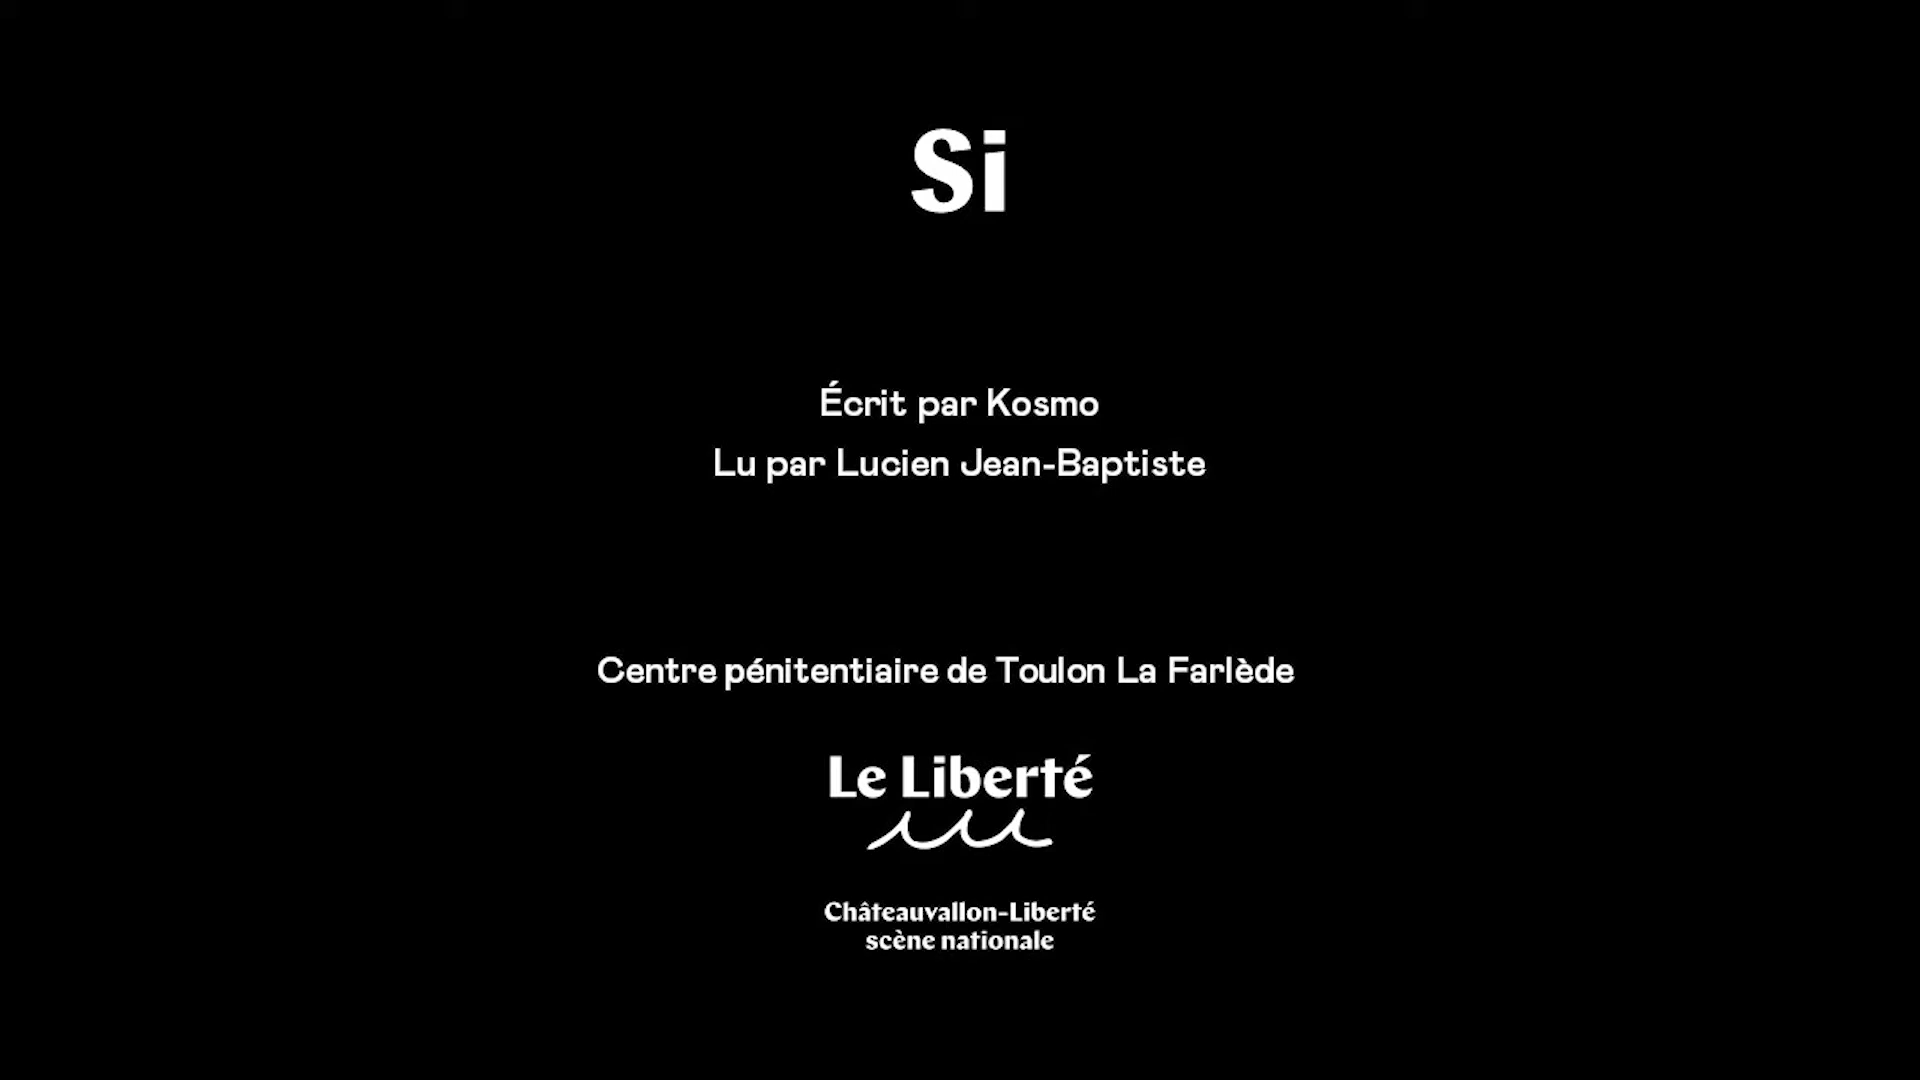 Si
Écrit par Kosmo
Lu par Lucien Jean-Baptiste
Centre pénitentiaire de Toulon La Farlède
Le Liberté
Châteauvallon-Liberté
scène nationale